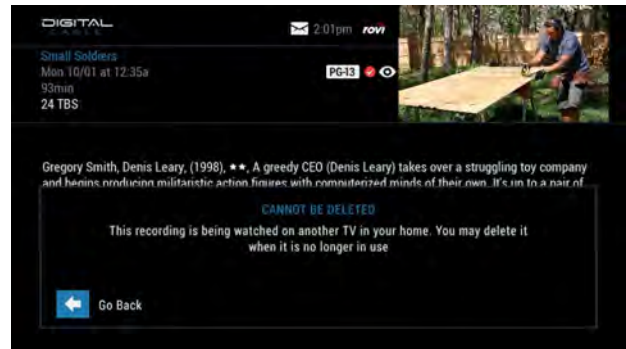 DIGITAL
CABLE
2:01pm rovi
Small Soldiers
Mon 10/01 at 12:35a
PG-13
93min
24 TBS
Gregory Smith, Denis Leary, (1998), ★★, A greedy CEO (Denis Leary) takes over a struggling toy company
and begins producing militaristic action figures with computerized minds of their own. It's up to a pair of
CANNOT BE DELETED
This recording is being watched on another TV in your home. You may delete it
when it is no longer in use
Go Back